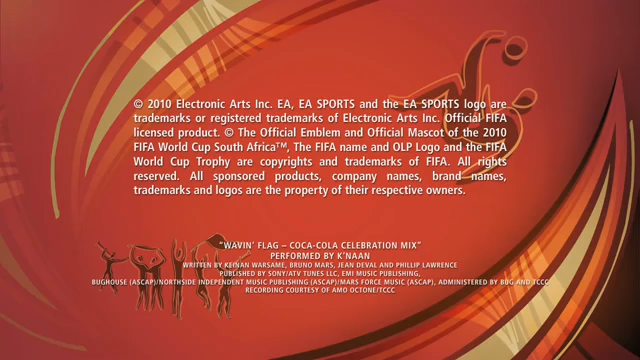 © 2010 Electronic Arts Inc. EA, EA SPORTS and the EA SPORTS logo are
trademarks or registered trademarks of Electronic Arts Inc. Official FIFA
licensed product. © The Official Emblem and Official Mascot of the 2010
FIFA World Cup South Africa™, The FIFA name and OLP Logo and the FIFA
World Cup Trophy are copyrights and trademarks of FIFA. All rights
reserved. All sponsored products, company names, brand names,
trademarks and logos are the property of their respective owners.
"WAVIN' FLAG – COCA-COLA CELEBRATION MIX"
PERFORMED BY K'NAAN
WRITTEN BY KEINAN WARSAME, BRUNO MARS, JEAN DEVAL AND PHILLIP LAWRENCE
PUBLISHED BY SONY/ATV TUNES LLC, EMI MUSIC PUBLISHING,
BUGHOUSE (ASCAP)/NORTHSIDE INDEPENDENT MUSIC PUBLISHING (ASCAP)/MARS FORCE MUSIC (ASCAP), ADMINISTERED BY BUG AND TCCC
RECORDING COURTESY OF AMO OCTONE/TCCC